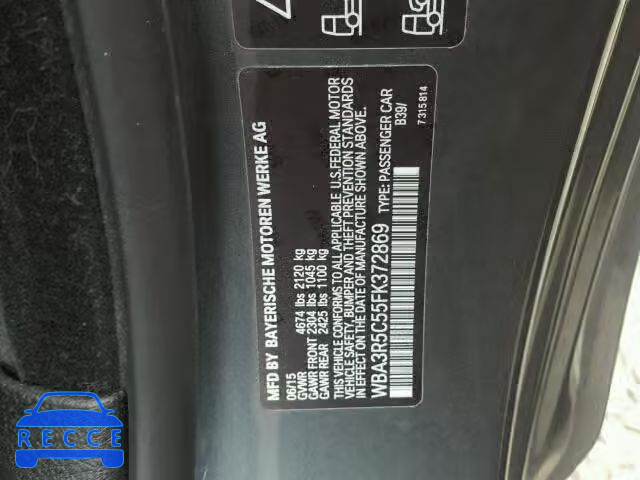 MFD BY BAYERISCHE MOTOREN WERKE AG
06/15
GVWR 4674 lbs 2120 kg
GAWR FRONT 2304 lbs 1045 kg
GAWR REAR 2425 lbs 1100 kg
THIS VEHICLE CONFORMS TO ALL APPLICABLE U.S. FEDERAL MOTOR
VEHICLE SAFETY, BUMPER AND THEFT PREVENTION STANDARDS
IN EFFECT ON THE DATE OF MANUFACTURE SHOWN ABOVE.
WBA3R5C55FK372869 TYPE: PASSENGER CAR
B39/
7315814
RECCE